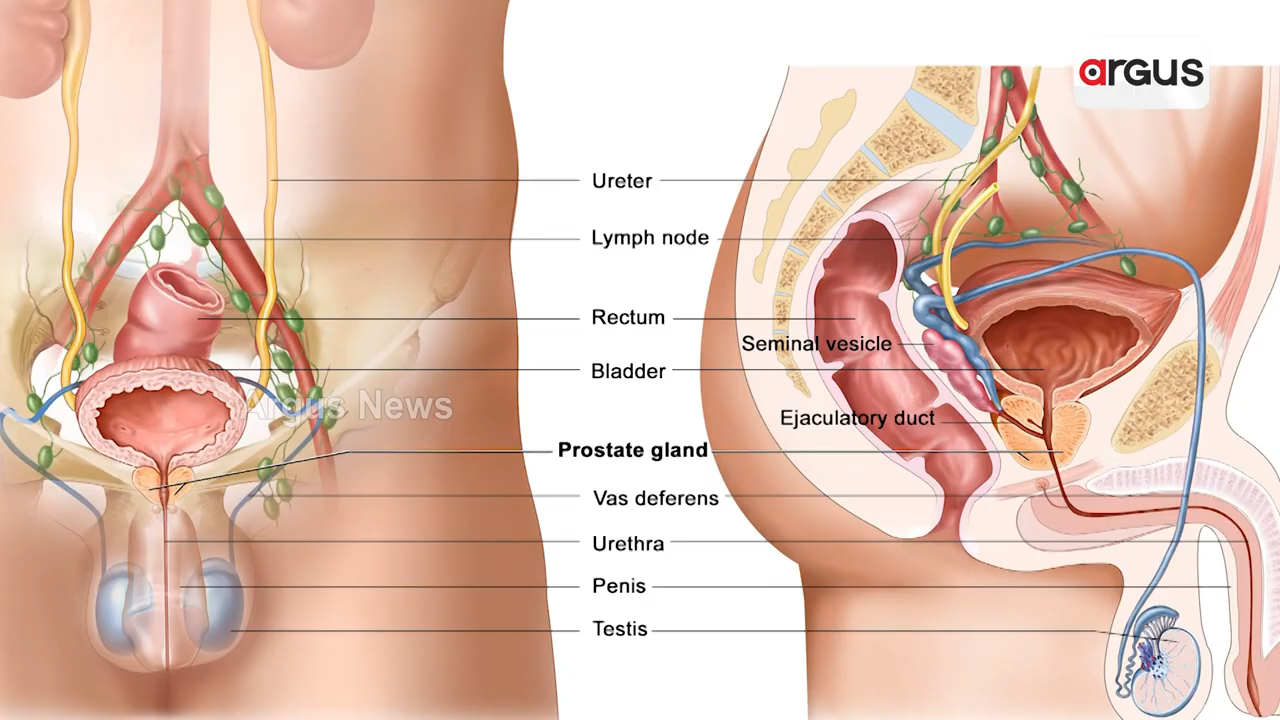 argus
Ureter
Lymph node
Rectum
Seminal vesicle
Bladder
Argus News
Ejaculatory duct
Prostate gland
Vas deferens
Urethra
Penis
Testis